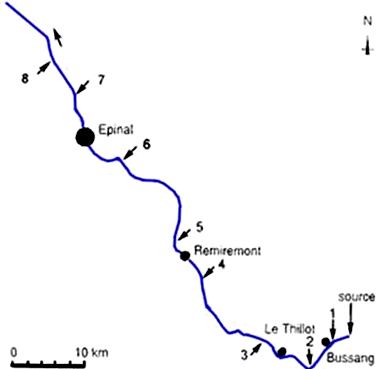 N
8
7
Epinal
6
5
Remiremont
4
source
1
Le Thillot
2
3
Bussang
0
10 km